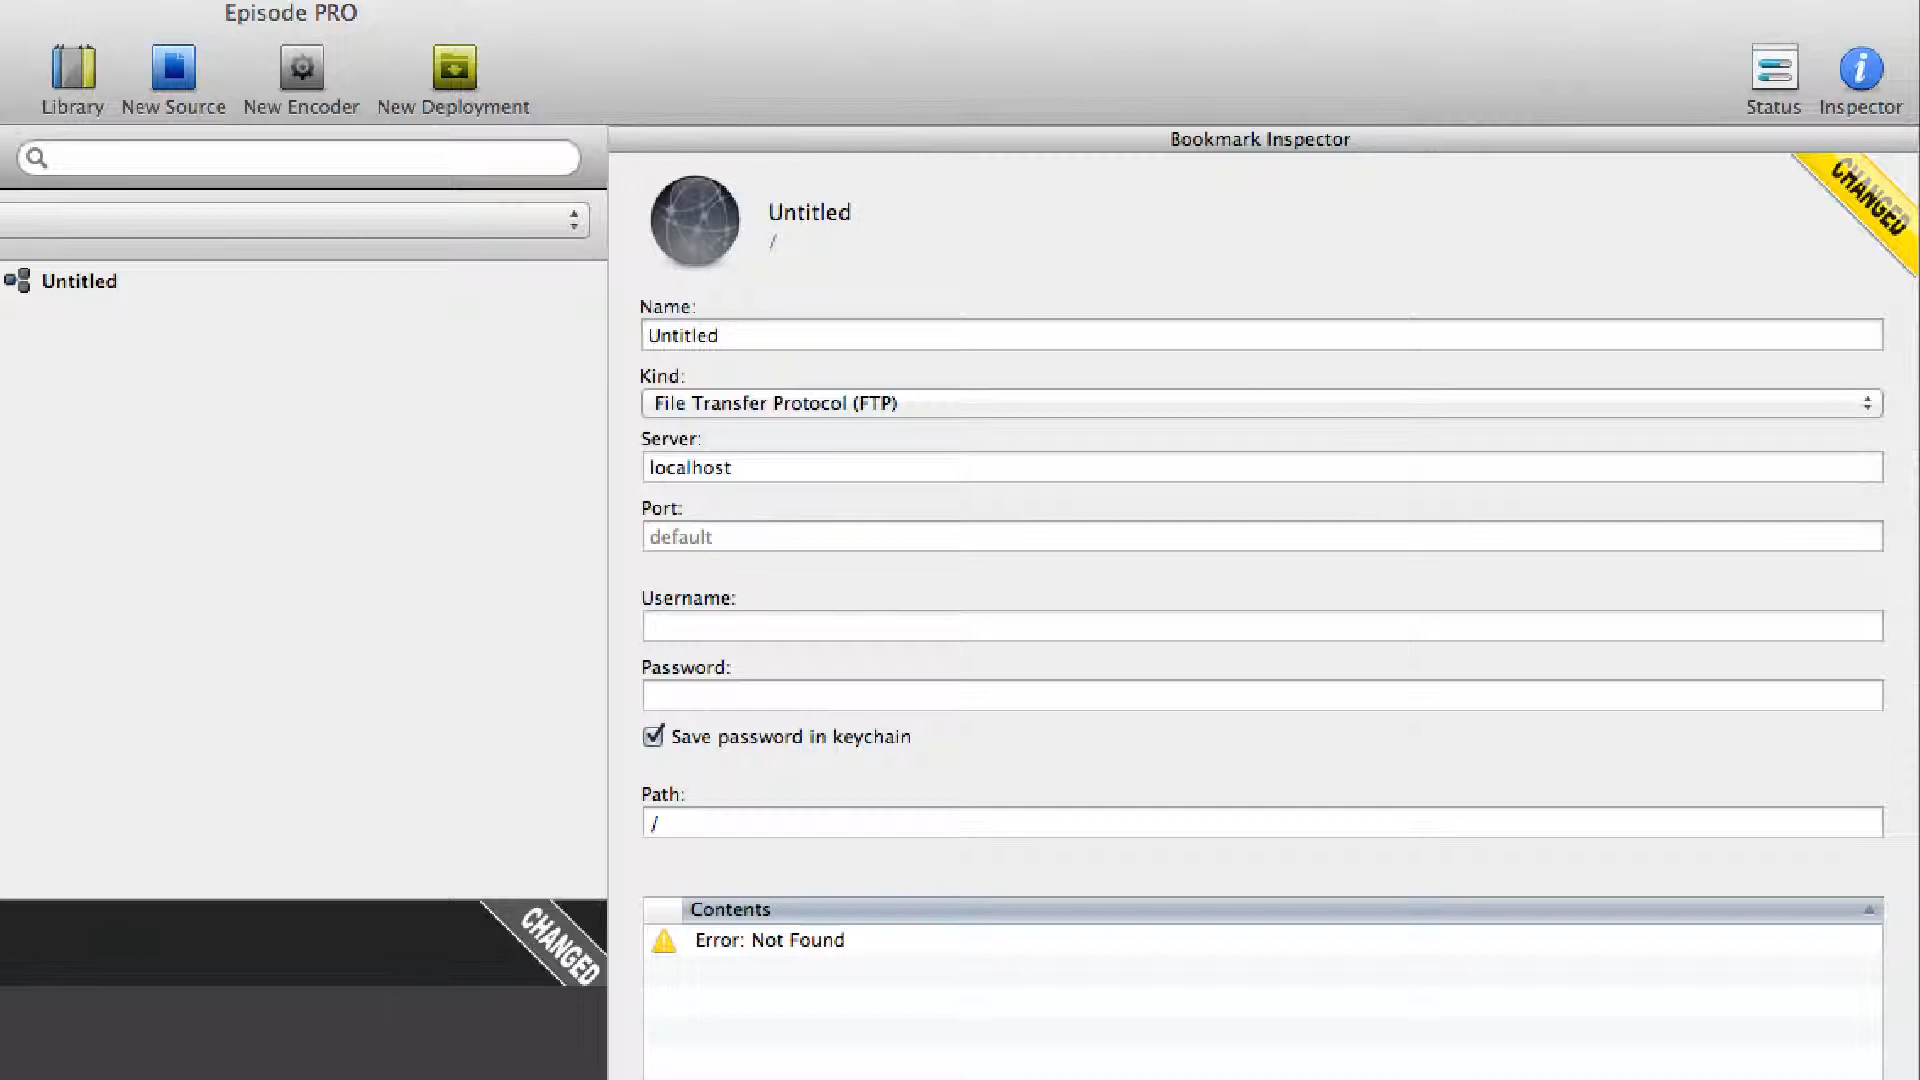 Episode PRO
Library New Source New Encoder New Deployment Status Inspector
Bookmark Inspector
CHANGED
Untitled
/
Untitled
Name:
Untitled
Kind:
File Transfer Protocol (FTP)
Server:
localhost
Port:
default
Username:
Password:
Save password in keychain
Path:
/
CHANGED
Contents
Error: Not Found